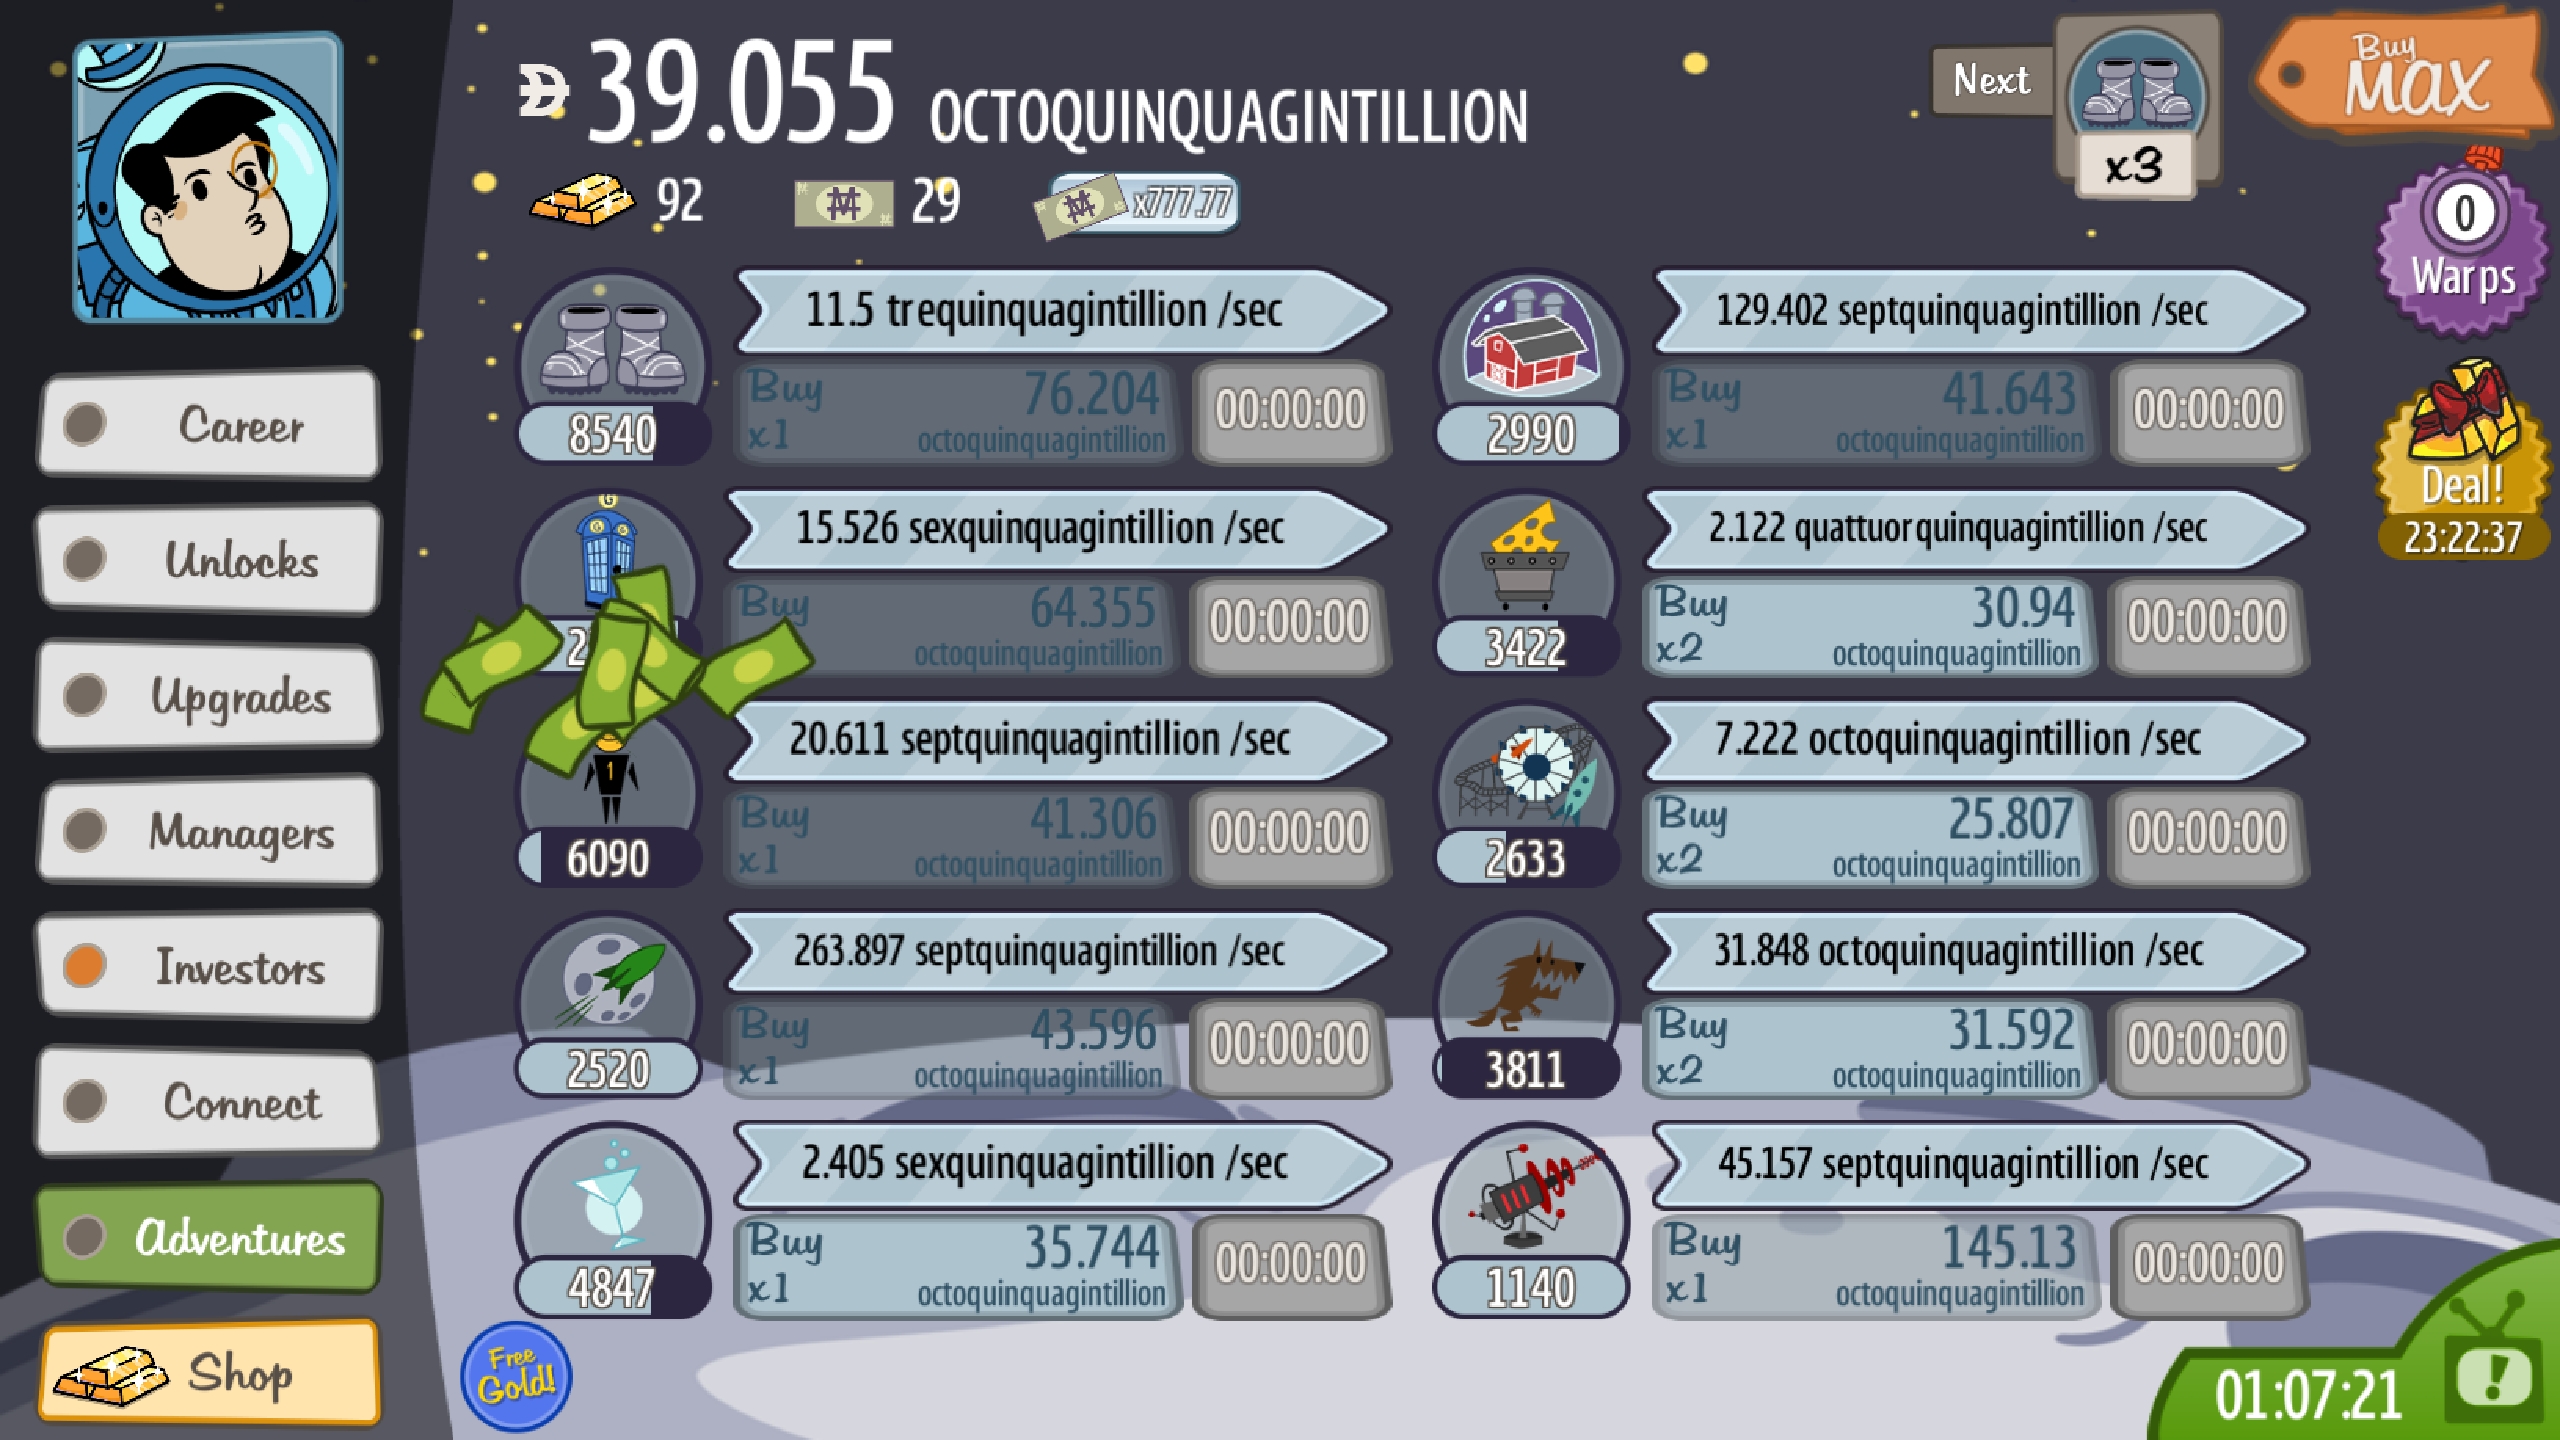 39.055 OCTOQUINQUAGINTILLION
92
29
x777.77
Next
x3
Buy
MAX
0
Warps
Deal!
23:22:37
Career
Unlocks
Upgrades
Managers
Investors
Connect
Adventures
Shop
11.5 trequinquagintillion /sec
8540
Buy
x1
76.204
octoquinquagintillion
00:00:00
129.402 septquinquagintillion /sec
2990
Buy
x1
41.643
octoquinquagintillion
00:00:00
15.526 sexquinquagintillion /sec
Buy
64.355
octoquinquagintillion
00:00:00
2.122 quattuorquinquagintillion /sec
3422
Buy
x2
30.94
octoquinquagintillion
00:00:00
20.611 septquinquagintillion /sec
1
6090
Buy
x1
41.306
octoquinquagintillion
00:00:00
7.222 octoquinquagintillion /sec
2633
Buy
x2
25.807
octoquinquagintillion
00:00:00
263.897 septquinquagintillion /sec
2520
Buy
x1
43.596
octoquinquagintillion
00:00:00
31.848 octoquinquagintillion /sec
3811
Buy
x2
31.592
octoquinquagintillion
00:00:00
2.405 sexquinquagintillion /sec
4847
Buy
x1
35.744
octoquinquagintillion
00:00:00
45.157 septquinquagintillion /sec
1140
Buy
x1
145.13
octoquinquagintillion
00:00:00
Free
Gold!
01:07:21